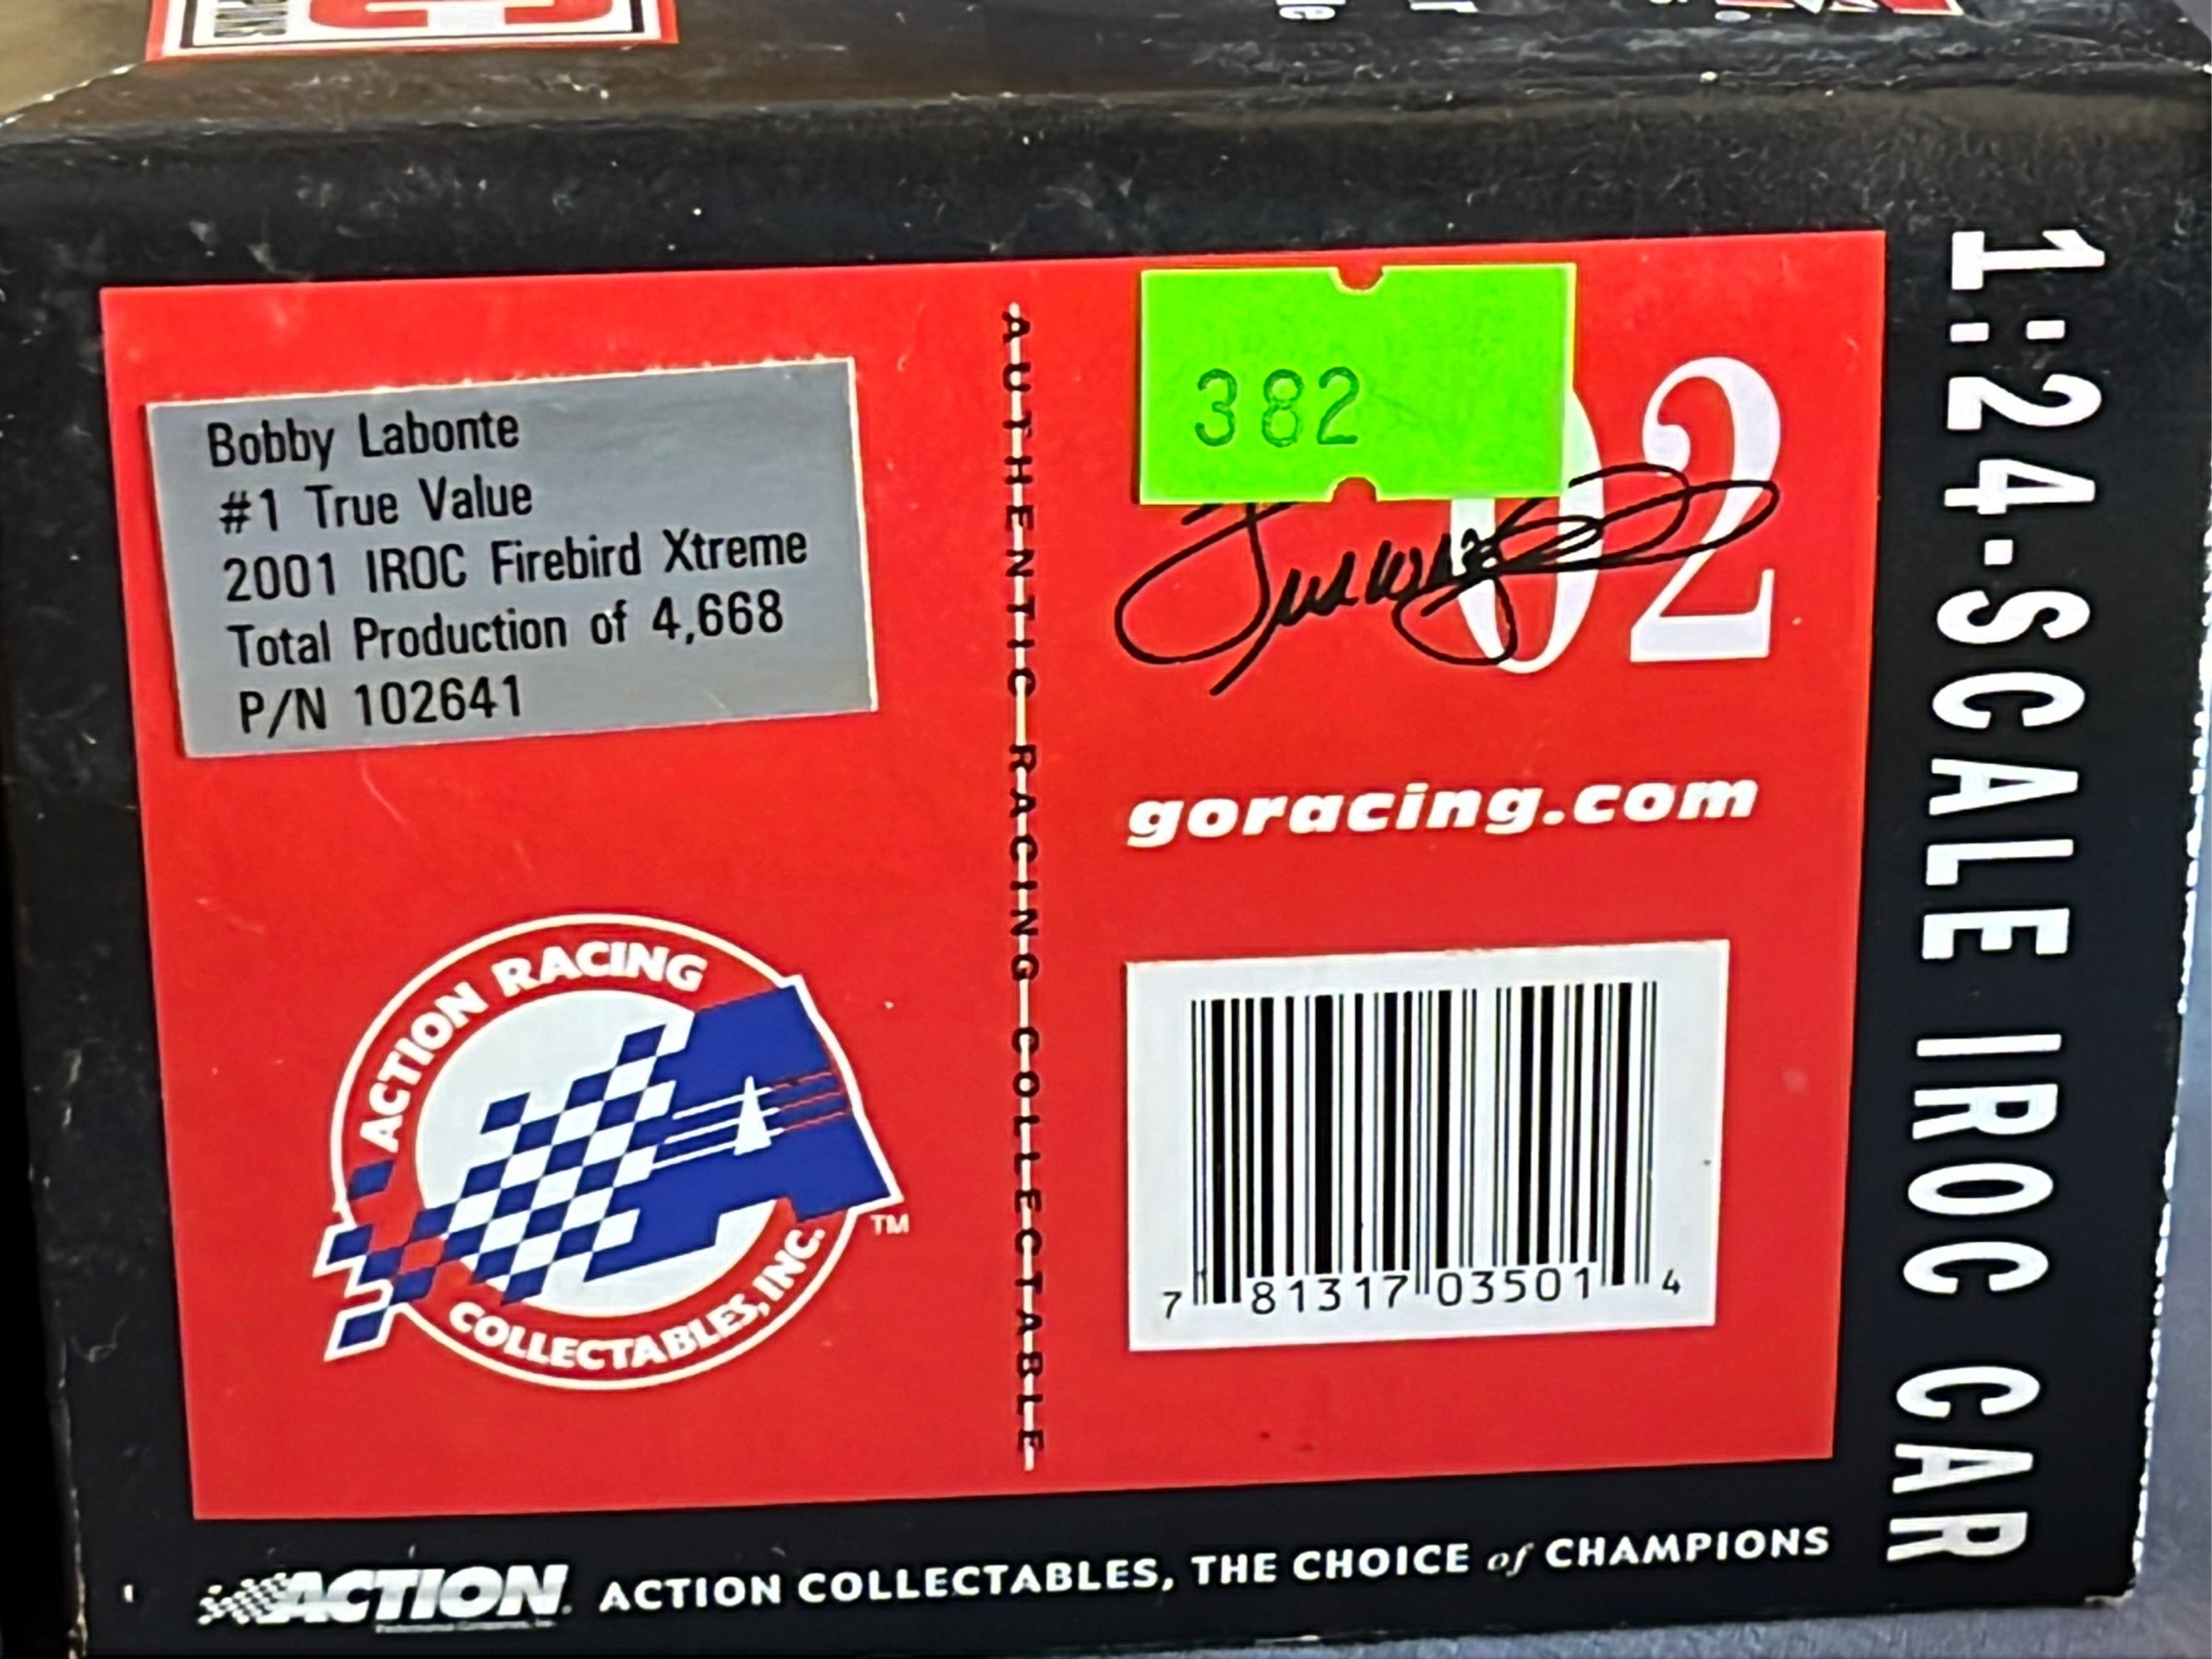 Bobby Labonte
#1 True Value
2001 IROC Firebird Xtreme
Total Production of 4,668
P/N 102641
ACTION RACING
COLLECTABLES, INC.
TM
AUTHENTIC RACING COLLECTABLE
382
02
goracing.com
7 81317 03501 4
1:24-SCALE IROC CAR
ACTION
ACTION COLLECTABLES, THE CHOICE of CHAMPIONS